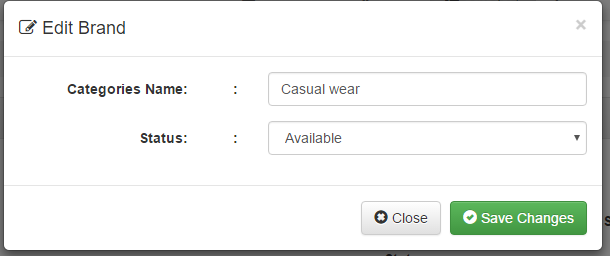 Edit Brand ×
Categories Name: : Casual wear
Status: : Available
Close Save Changes